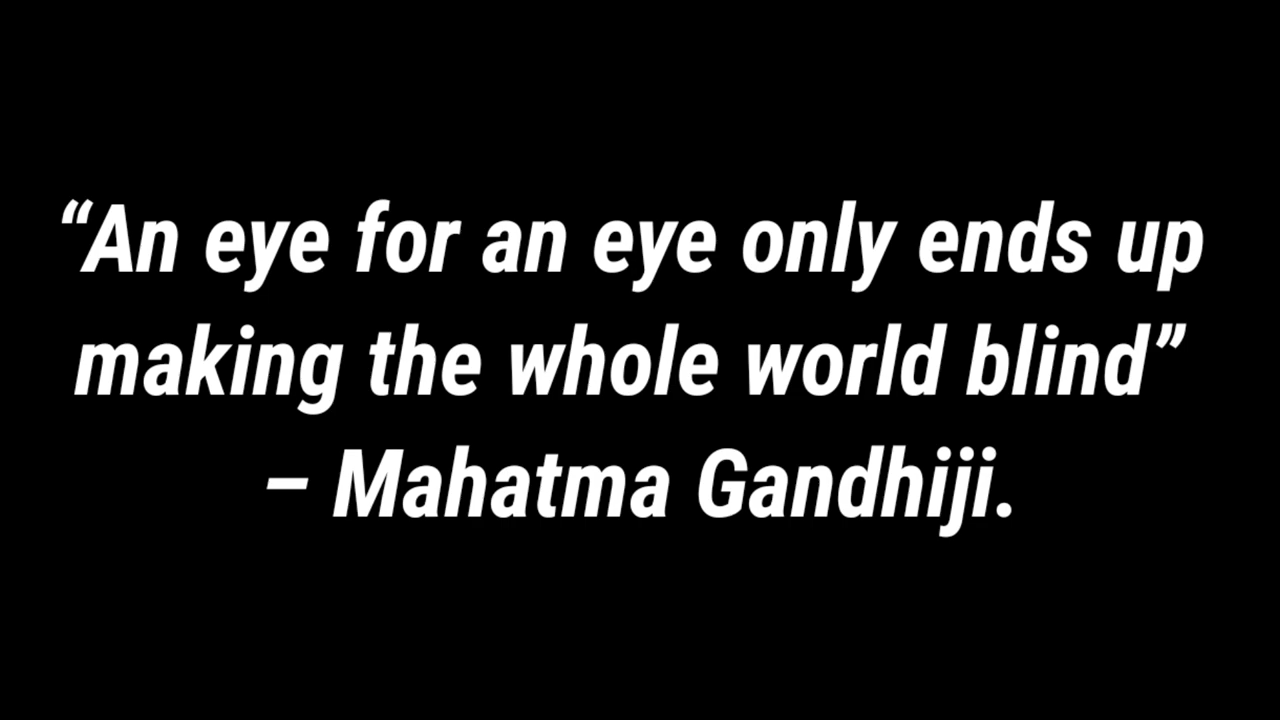 “An eye for an eye only ends up
making the whole world blind”
– Mahatma Gandhiji.